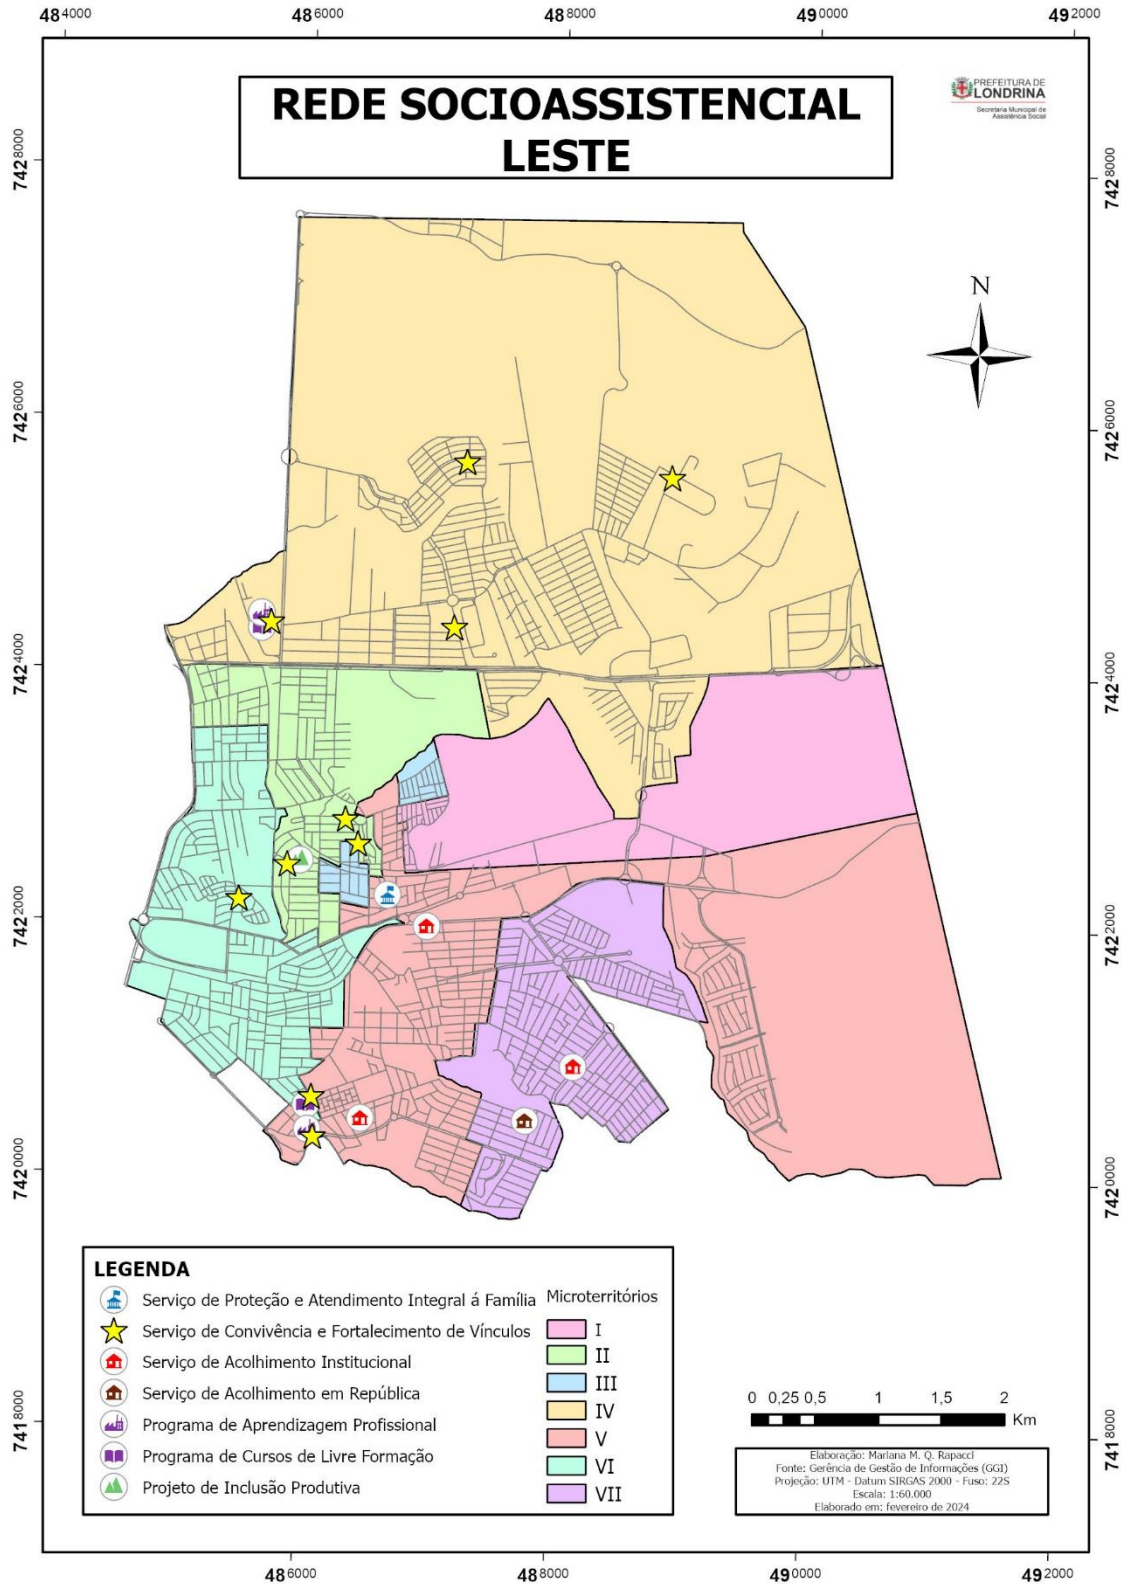 484000 486000 488000 490000 492000
REDE SOCIOASSISTENCIAL
LESTE
PREFEITURA DE
LONDRINA
Secretaria Municipal de
Assistência Social
N
7428000
7426000
7424000
7422000
7420000
7418000
7428000
7426000
7424000
7422000
7420000
7418000
LEGENDA
Serviço de Proteção e Atendimento Integral á Família
Serviço de Convivência e Fortalecimento de Vínculos
Serviço de Acolhimento Institucional
Serviço de Acolhimento em República
Programa de Aprendizagem Profissional
Programa de Cursos de Livre Formação
Projeto de Inclusão Produtiva
Microterritórios
I
II
III
IV
V
VI
VII
0 0,25 0,5 1 1,5 2
Km
Elaboração: Mariana M. Q. Rapacci
Fonte: Gerência de Gestão de Informações (GGI)
Projeção: UTM - Datum SIRGAS 2000 - Fuso: 22S
Escala: 1:60.000
Elaborado em: fevereiro de 2024
486000 488000 490000 492000